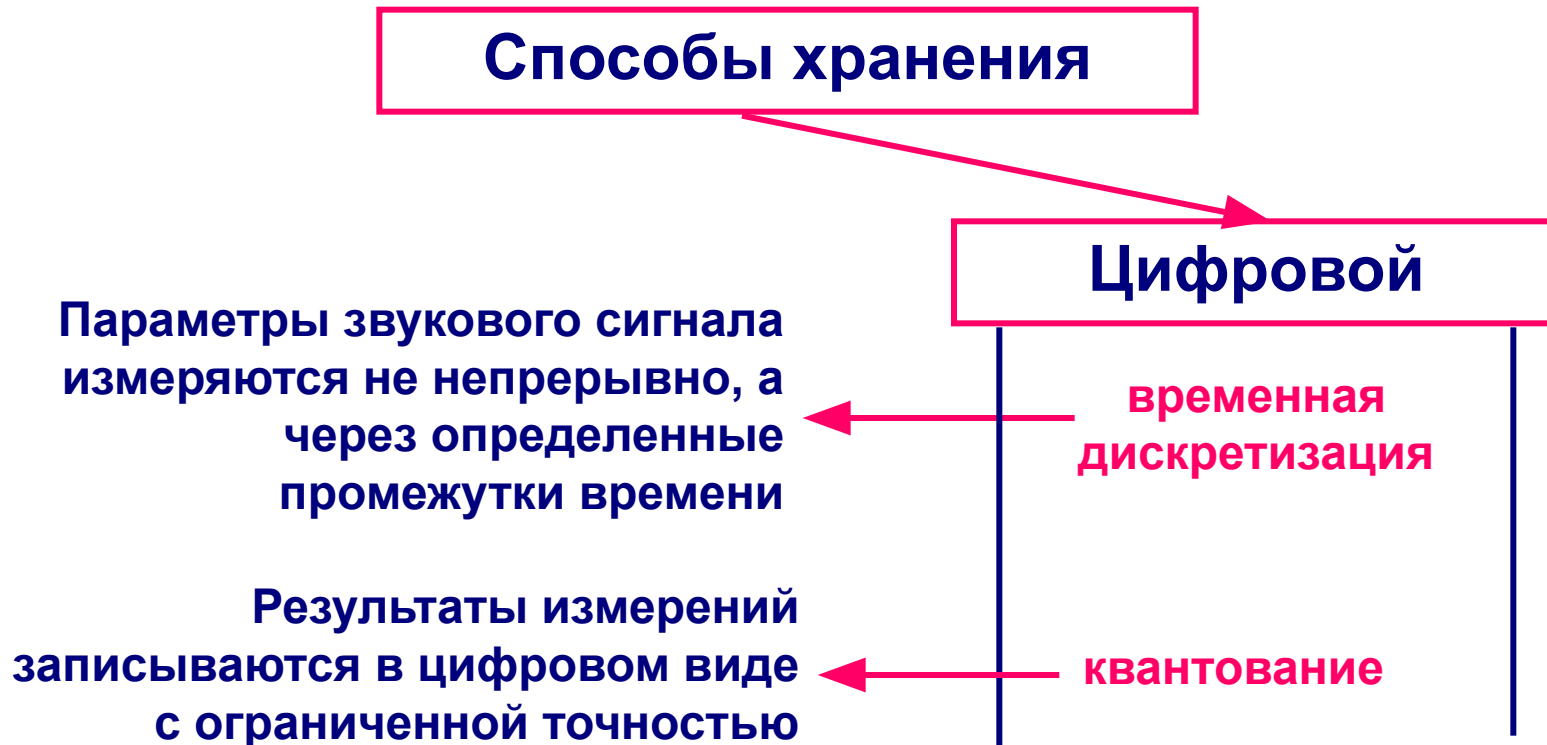 Способы хранения
Цифровой
Параметры звукового сигнала
измеряются не непрерывно, а
через определенные
промежутки времени
временная
дискретизация
Результаты измерений
записываются в цифровом виде
с ограниченной точностью
квантование